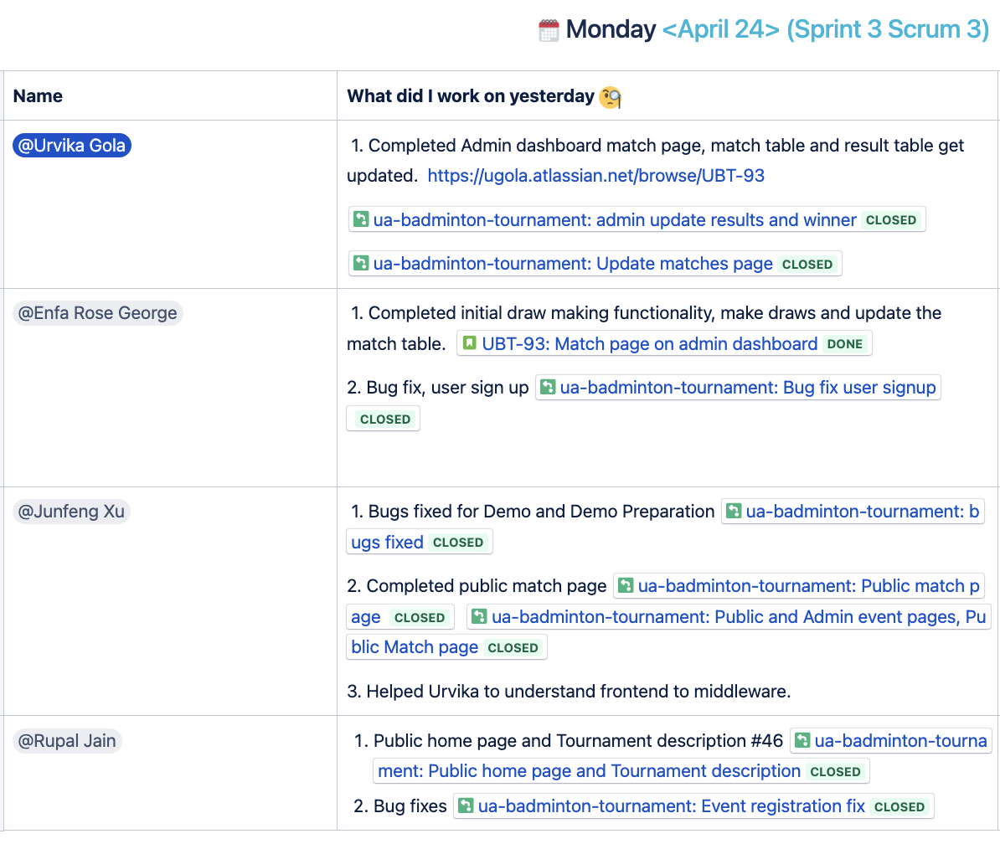 Monday <April 24> (Sprint 3 Scrum 3)
Name
What did I work on yesterday
@Urvika Gola
1. Completed Admin dashboard match page, match table and result table get
updated. https://ugola.atlassian.net/browse/UBT-93
ua-badminton-tournament: admin update results and winner CLOSED
ua-badminton-tournament: Update matches page CLOSED
@Enfa Rose George
1. Completed initial draw making functionality, make draws and update the
match table. UBT-93: Match page on admin dashboard DONE
2. Bug fix, user sign up ua-badminton-tournament: Bug fix user signup
CLOSED
@Junfeng Xu
1. Bugs fixed for Demo and Demo Preparation ua-badminton-tournament: b
ugs fixed CLOSED
2. Completed public match page ua-badminton-tournament: Public match p
age CLOSED ua-badminton-tournament: Public and Admin event pages, Pu
blic Match page CLOSED
3. Helped Urvika to understand frontend to middleware.
@Rupal Jain
1. Public home page and Tournament description #46 ua-badminton-tourna
ment: Public home page and Tournament description CLOSED
2. Bug fixes ua-badminton-tournament: Event registration fix CLOSED